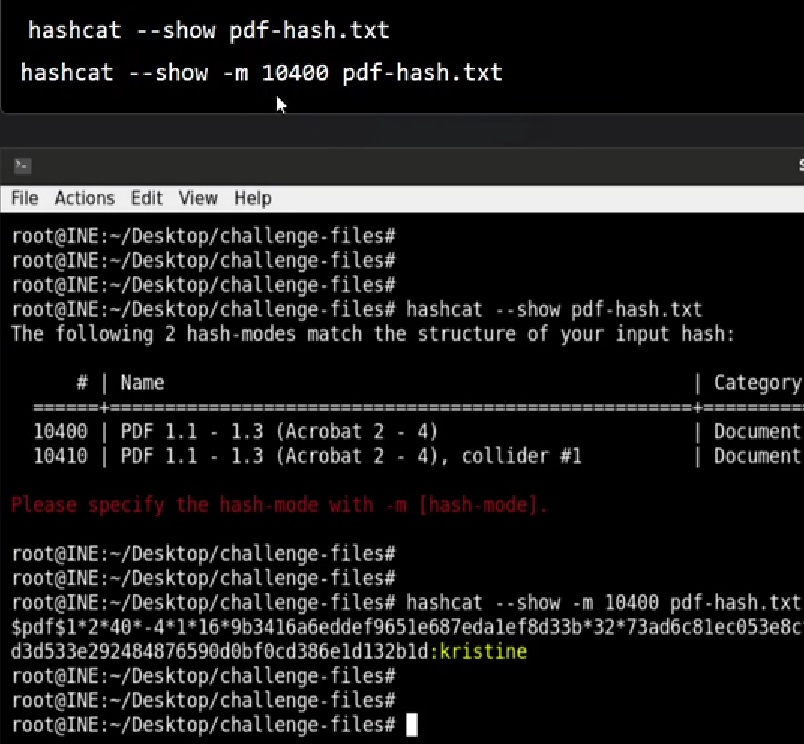 hashcat --show pdf-hash.txt
hashcat --show -m 10400 pdf-hash.txt
File Actions Edit View Help
root@INE:~/Desktop/challenge-files#
root@INE:~/Desktop/challenge-files#
root@INE:~/Desktop/challenge-files#
root@INE:~/Desktop/challenge-files# hashcat --show pdf-hash.txt
The following 2 hash-modes match the structure of your input hash:
# | Name | Category
======+=====================================================+=========
10400 | PDF 1.1 - 1.3 (Acrobat 2 - 4) | Document
10410 | PDF 1.1 - 1.3 (Acrobat 2 - 4), collider #1 | Document
Please specify the hash-mode with -m [hash-mode].
root@INE:~/Desktop/challenge-files#
root@INE:~/Desktop/challenge-files#
root@INE:~/Desktop/challenge-files# hashcat --show -m 10400 pdf-hash.txt
$pdf$1*2*40*-4*1*16*9b3416a6eddef9651e687eda1ef8d33b*32*73ad6c81ec053e8c
d3d533e292484876590d0bf0cd386e1d132b1d:kristine
root@INE:~/Desktop/challenge-files#
root@INE:~/Desktop/challenge-files#
root@INE:~/Desktop/challenge-files#